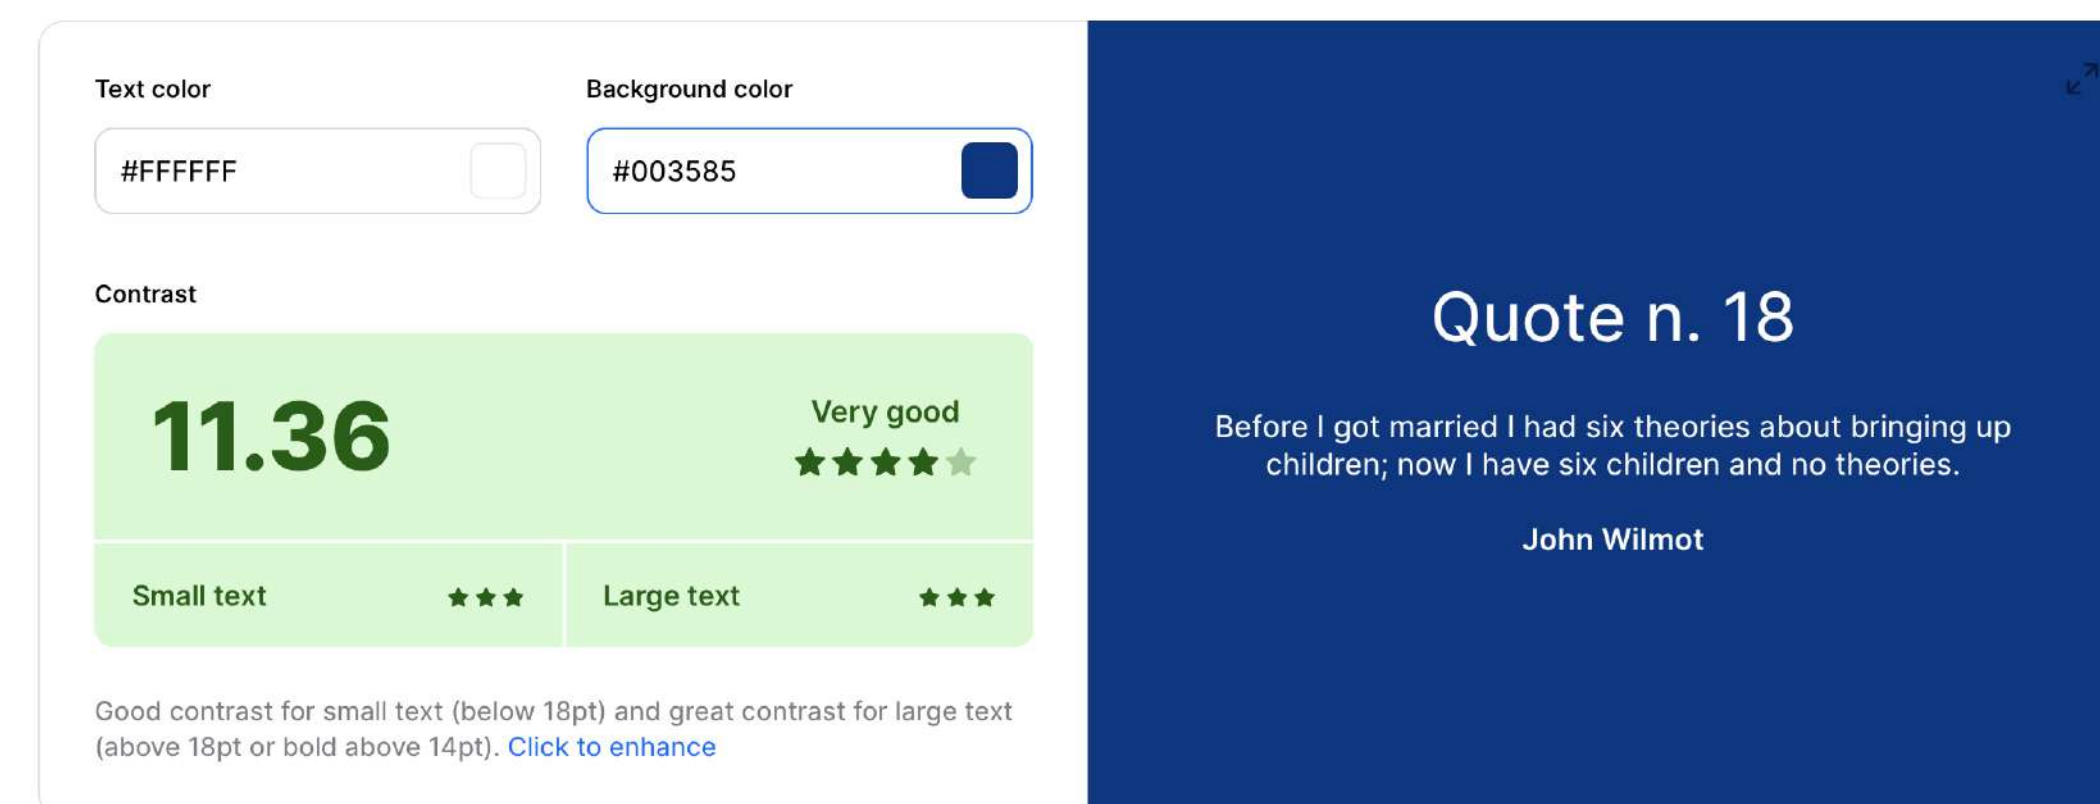 Text color
Background color
#FFFFFF
#003585
Contrast
11.36
Very good
Small text
Large text
Good contrast for small text (below 18pt) and great contrast for large text
(above 18pt or bold above 14pt). Click to enhance
Quote n. 18
Before I got married I had six theories about bringing up
children; now I have six children and no theories.
John Wilmot